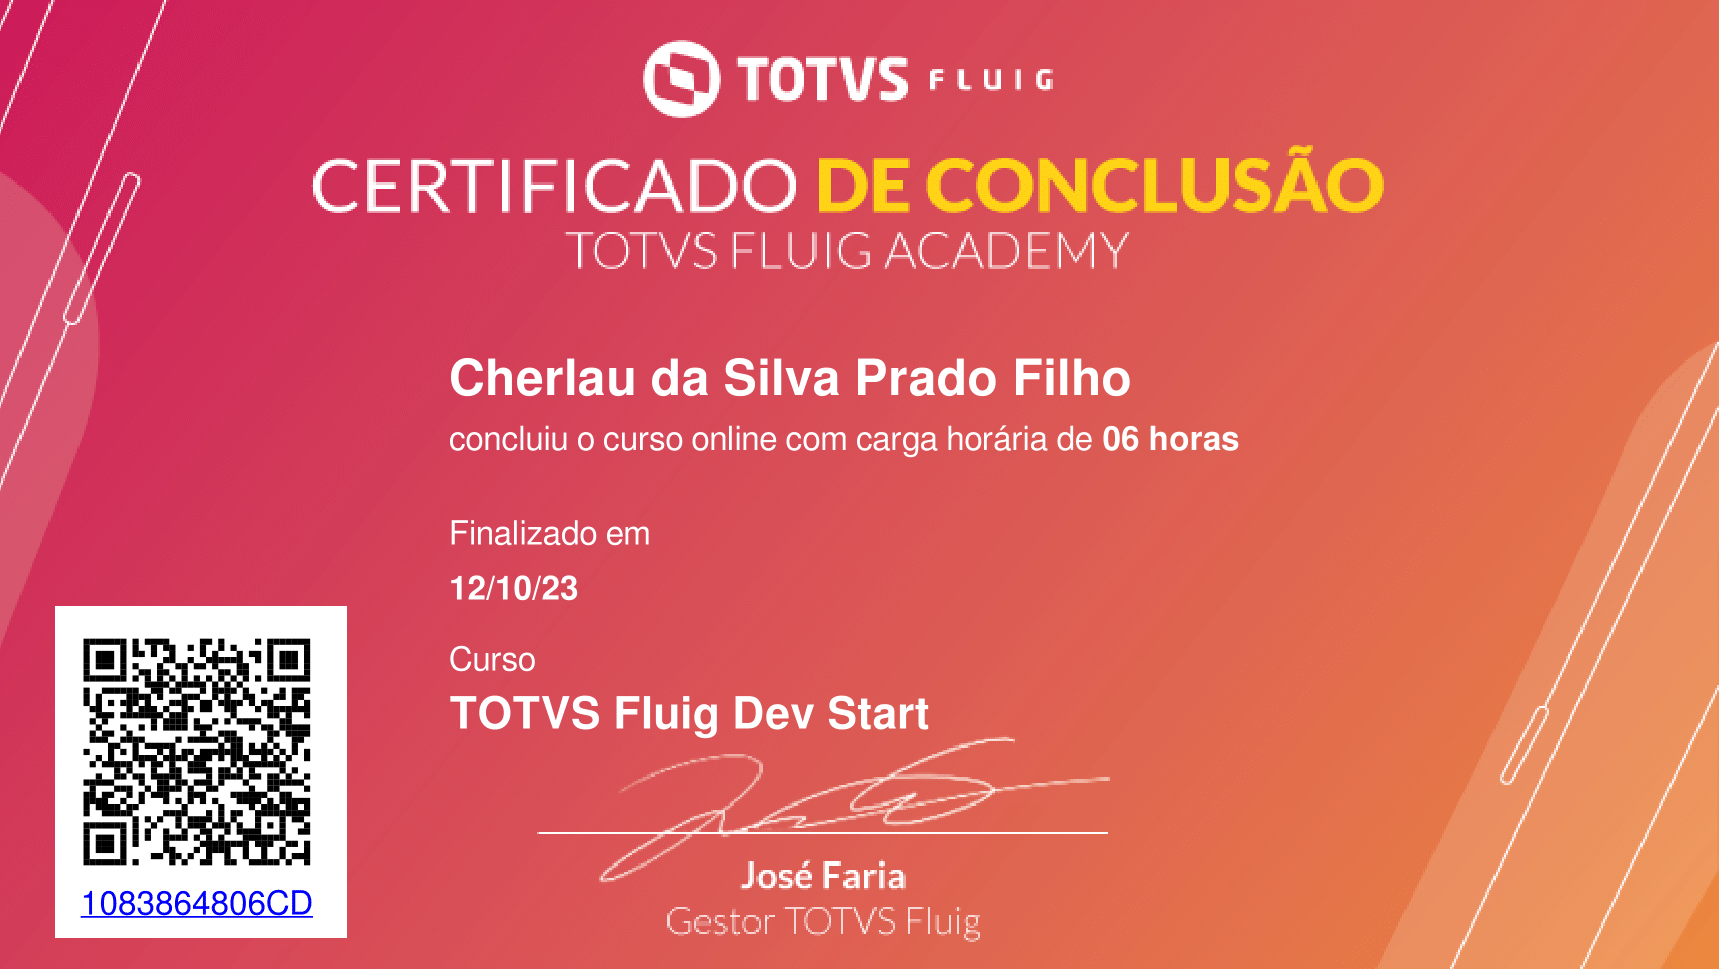 TOTVS FLUIG
CERTIFICADO DE CONCLUSÃO
TOTVS FLUIG ACADEMY
Cherlau da Silva Prado Filho
concluiu o curso online com carga horária de 06 horas
Finalizado em
12/10/23
Curso
TOTVS Fluig Dev Start
José Faria
Gestor TOTVS Fluig
1083864806CD